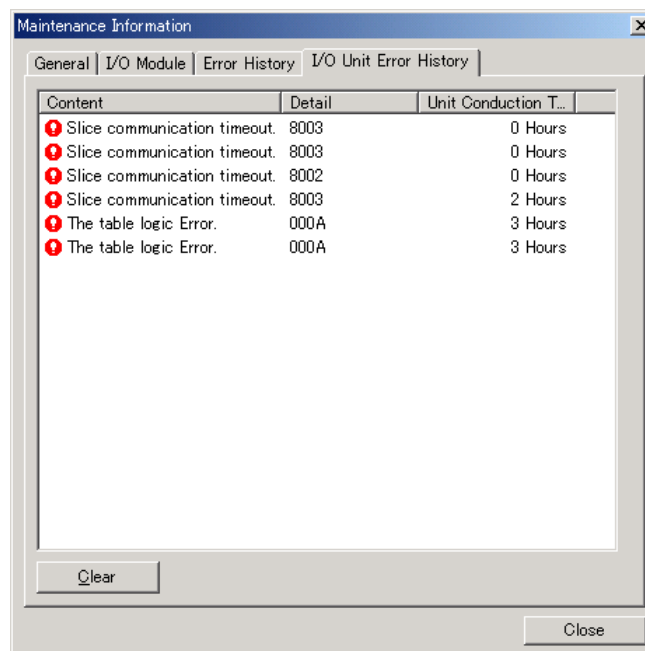 Maintenance Information
General I/O Module Error History I/O Unit Error History
Content Detail Unit Conduction T...
Slice communication timeout. 8003 0 Hours
Slice communication timeout. 8003 0 Hours
Slice communication timeout. 8002 0 Hours
Slice communication timeout. 8003 2 Hours
The table logic Error. 000A 3 Hours
The table logic Error. 000A 3 Hours
Clear
Close